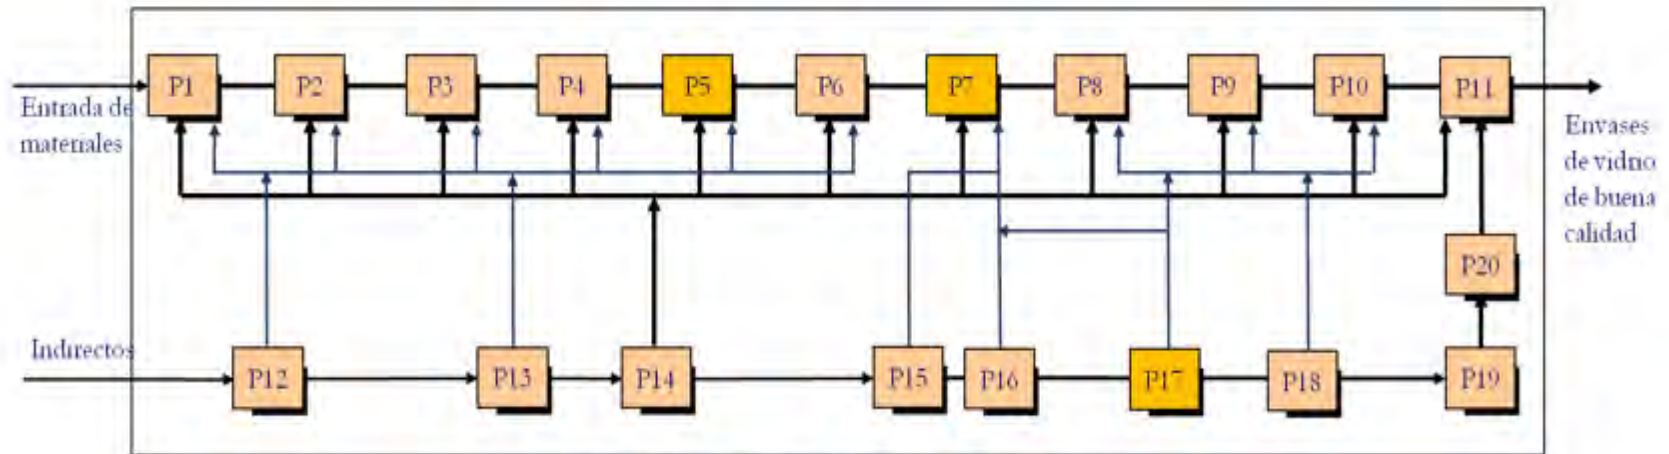 P1 P2 P3 P4 P5 P6 P7 P8 P9 P10 P11
Entrada de
materiales
Envases
de vidrio
de buena
calidad
P20
Indirectos
P12 P13 P14 P15 P16 P17 P18 P19